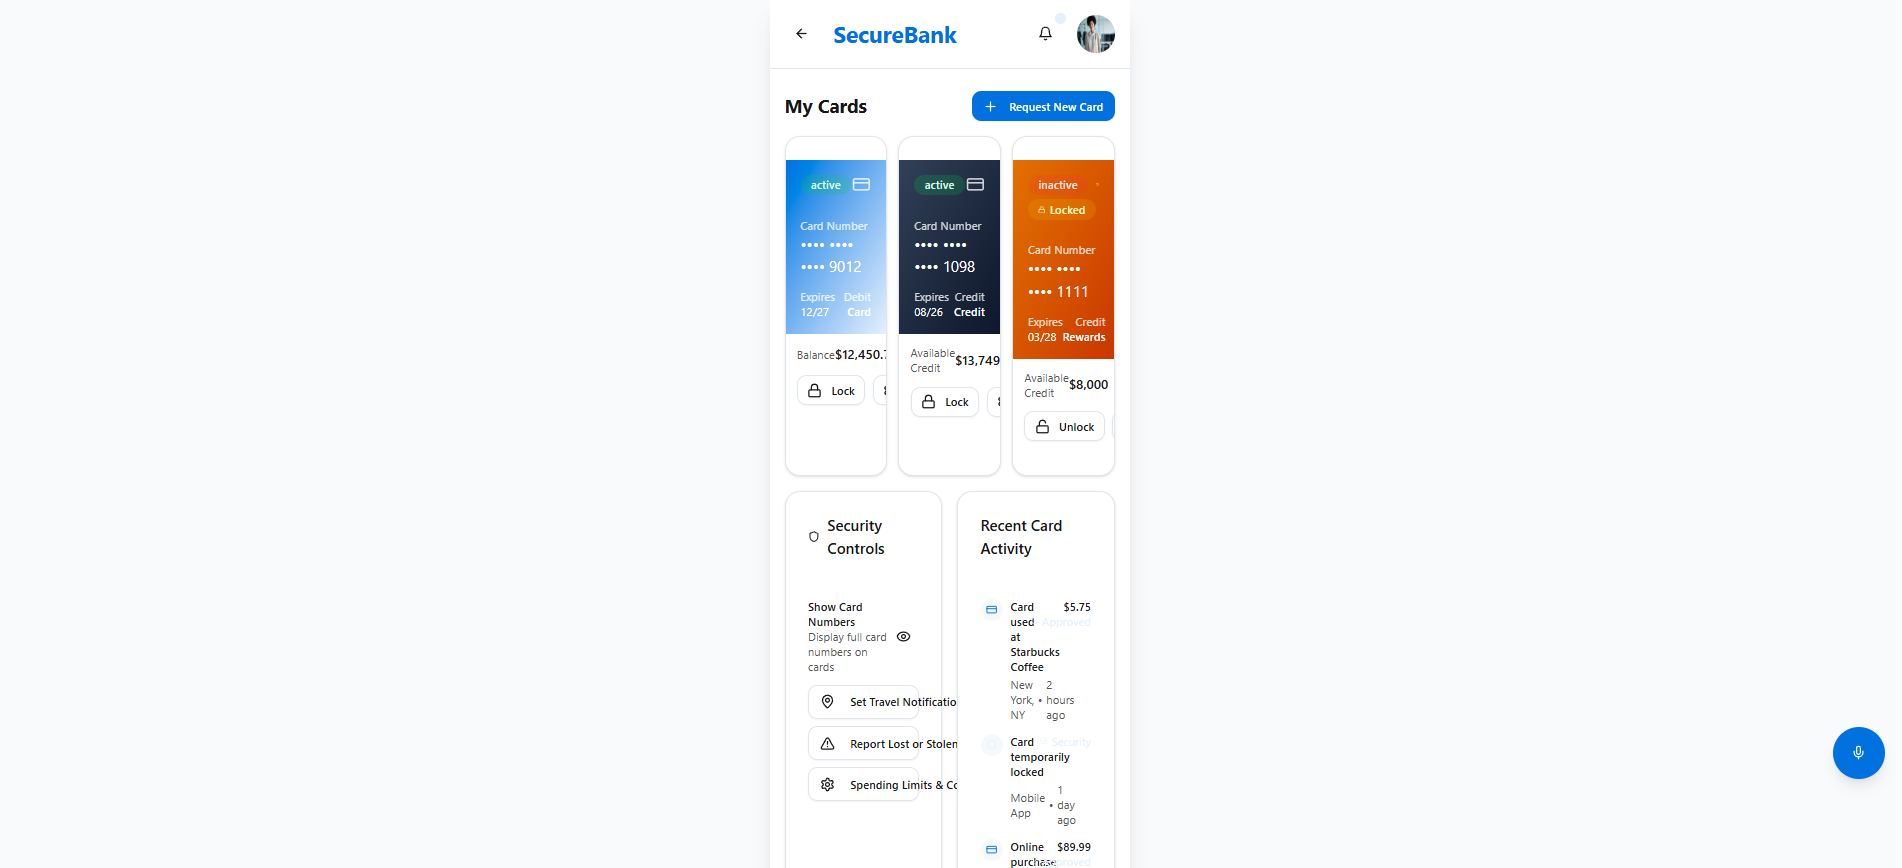 SecureBank
My Cards
Request New Card
active
Card Number
•••• ••••
•••• 9012
Expires Debit
12/27 Card
Balance $12,450.7
Lock
active
Card Number
•••• ••••
•••• 1098
Expires Credit
08/26 Credit
Available
Credit
$13,749
Lock
inactive
Locked
Card Number
•••• ••••
•••• 1111
Expires Credit
03/28 Rewards
Available
Credit
$8,000
Unlock
Security
Controls
Show Card
Numbers
Display full card
numbers on
cards
Set Travel Notificatio
Report Lost or Stolen
Spending Limits & Co
Recent Card
Activity
Card
used
at
Starbucks
Coffee
$5.75
Approved
New
York,
NY
•
2
hours
ago
Card
temporarily
locked
Security
Mobile
App
•
1
day
ago
Online
purchase
$89.99
Approved